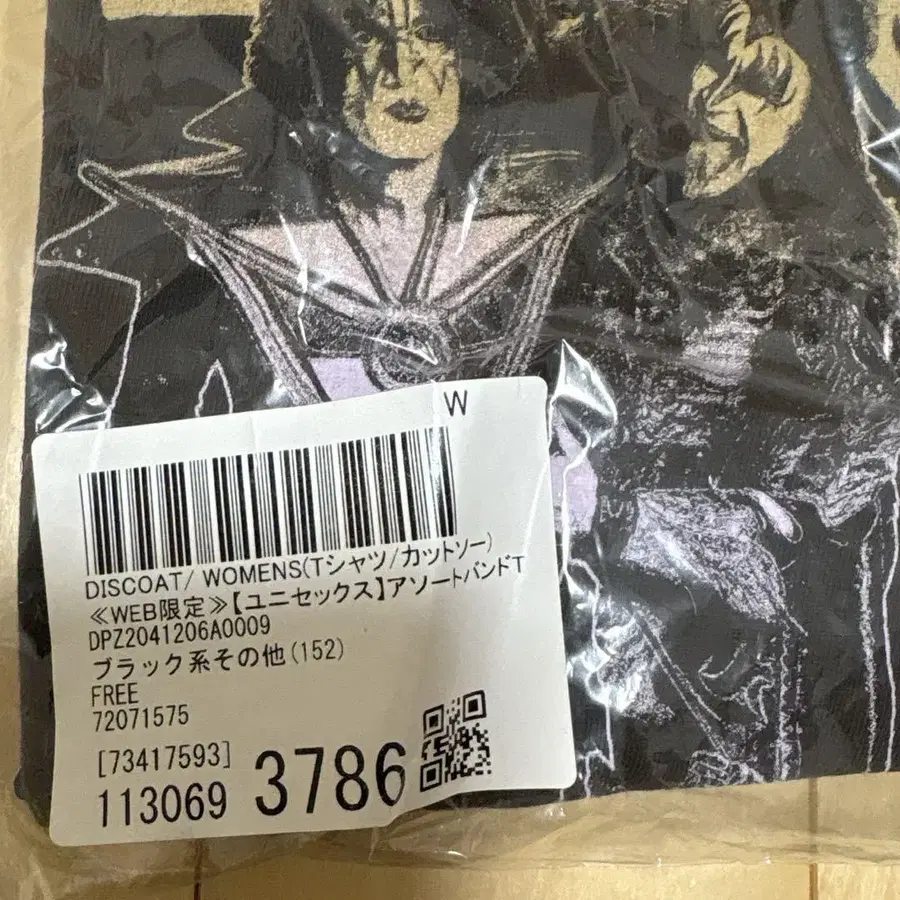 W
DISCOAT/ WOMENS(Tシャツ/カットソー)
≪WEB限定≫【ユニセックス】アソートバンドT
DPZ2041206A0009
ブラック系その他(152)
FREE
72071575
[73417593]
113069 3786